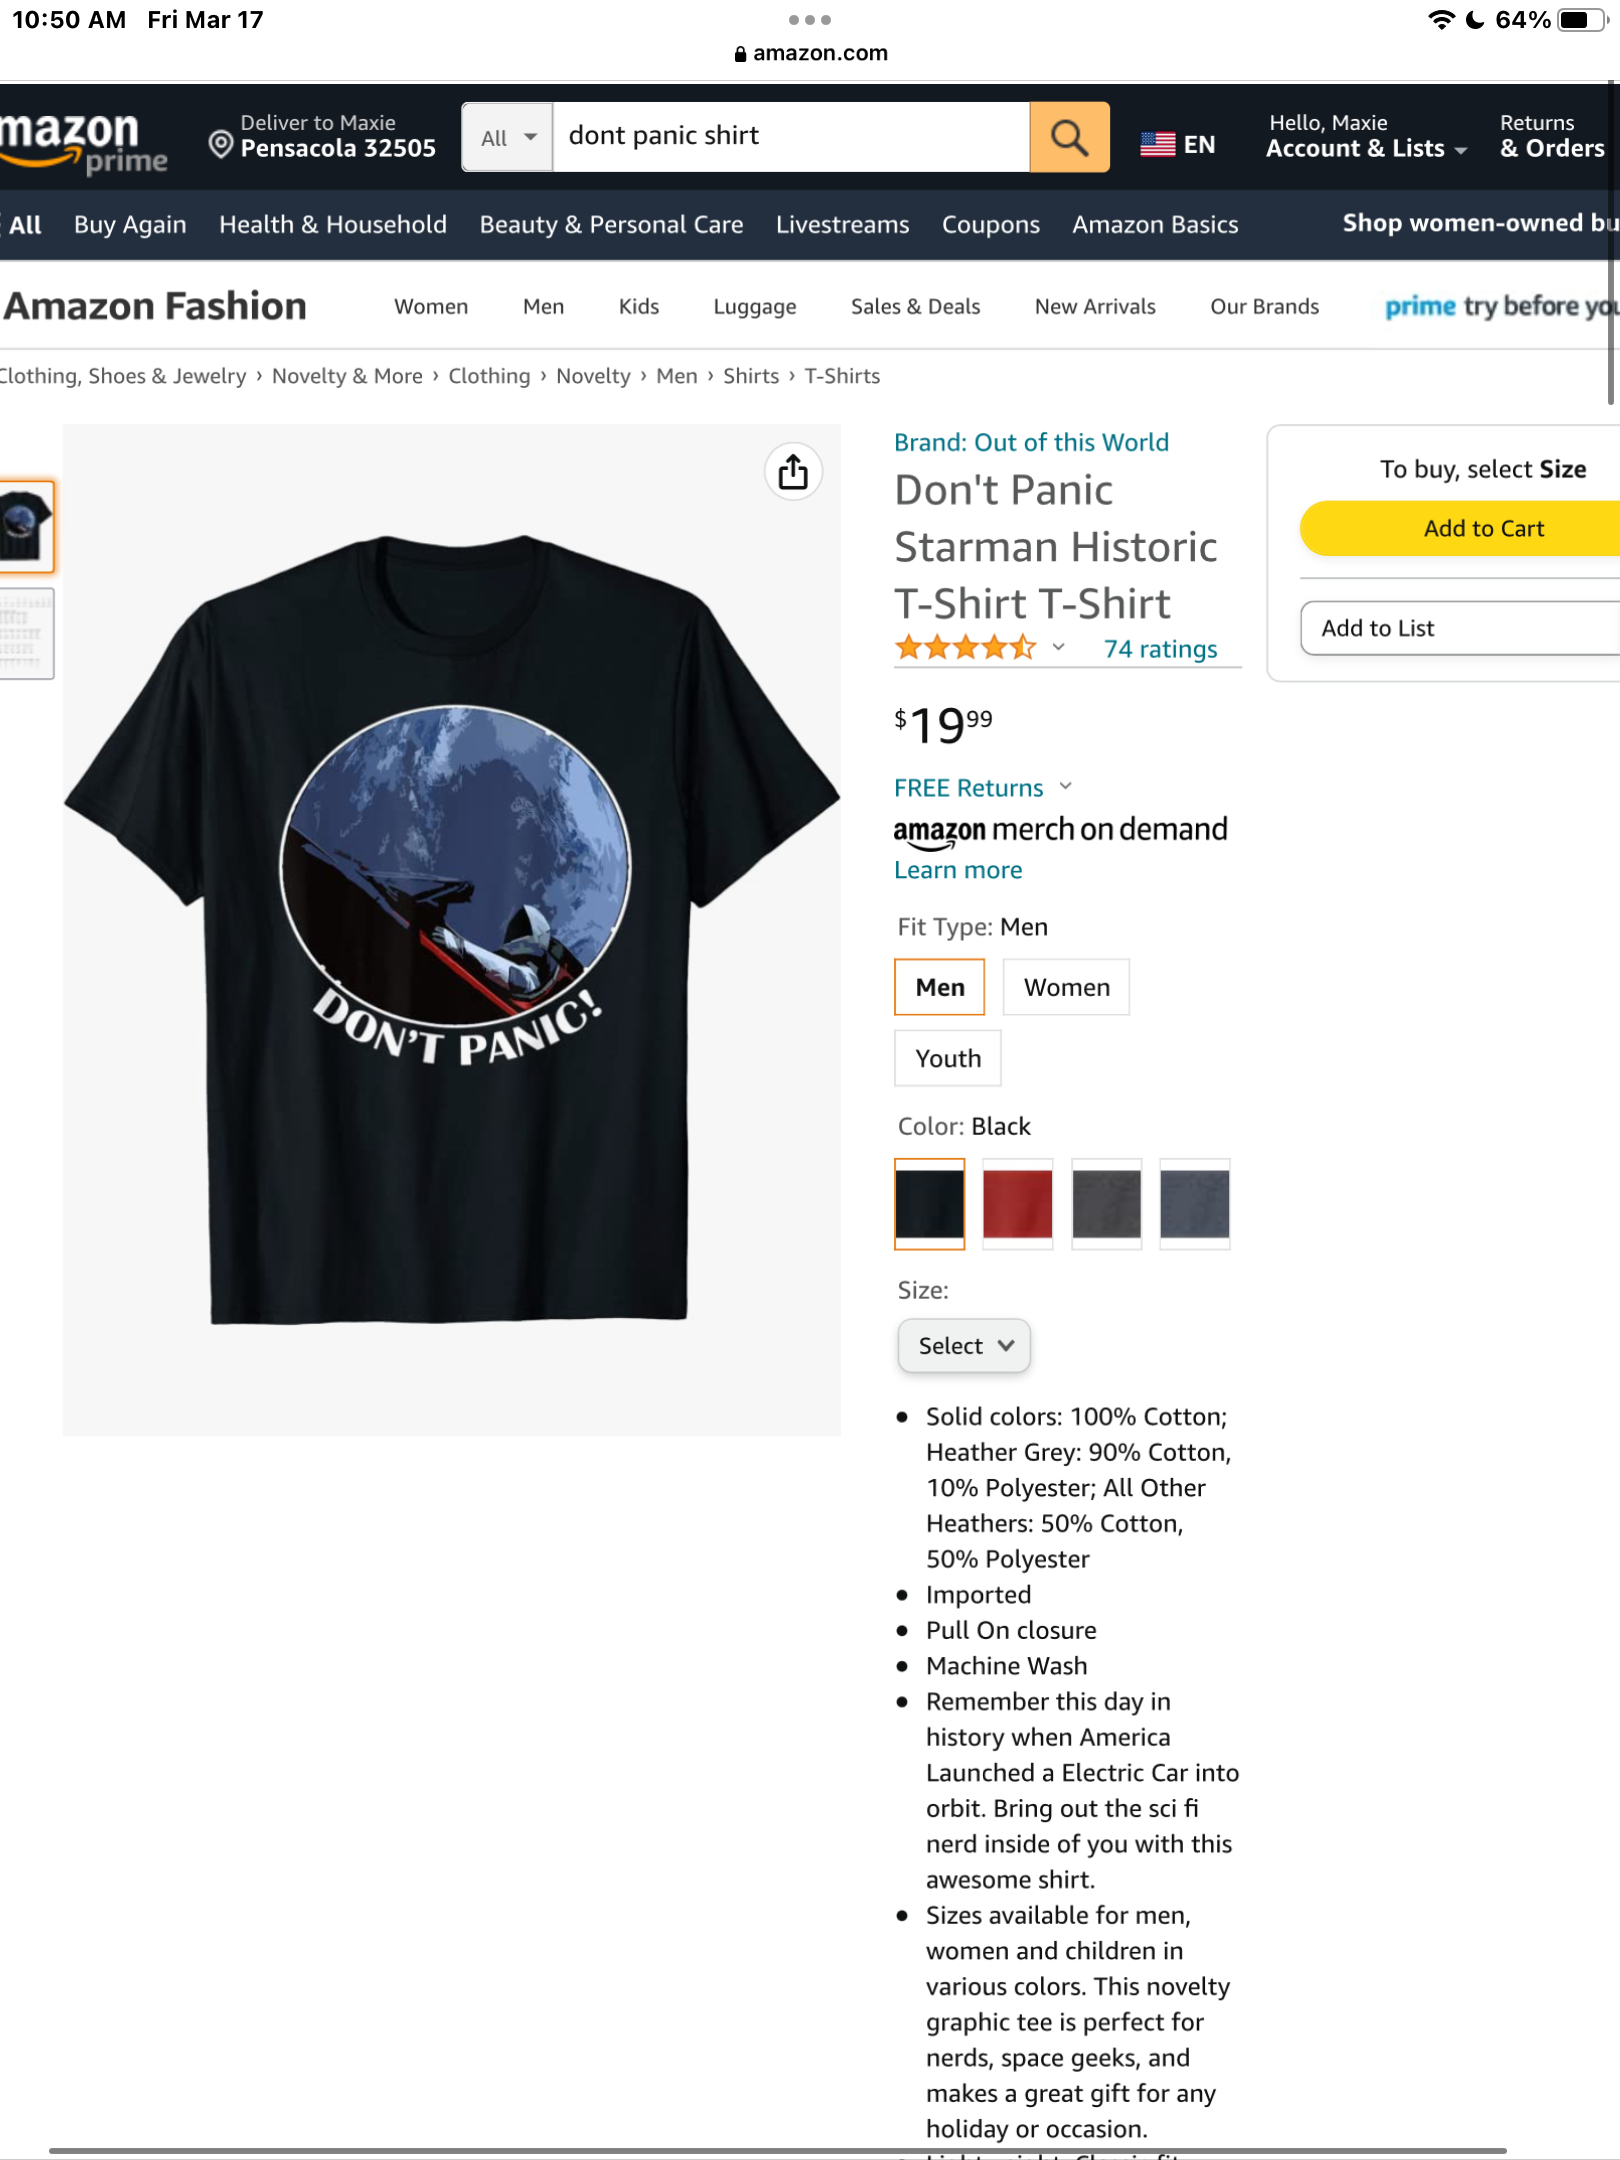 10:50 AM Fri Mar 17
64%
amazon.com
mazon
prime
Deliver to Maxie
Pensacola 32505
All
dont panic shirt
EN
Hello, Maxie
Account & Lists
Returns
& Orders
All Buy Again Health & Household Beauty & Personal Care Livestreams Coupons Amazon Basics Shop women-owned bu
Amazon Fashion Women Men Kids Luggage Sales & Deals New Arrivals Our Brands prime try before you
Clothing, Shoes & Jewelry › Novelty & More › Clothing › Novelty › Men › Shirts › T-Shirts
DON'T PANIC!
Brand: Out of this World
Don't Panic
Starman Historic
T-Shirt T-Shirt
74 ratings
$19 99
FREE Returns
amazon merch on demand
Learn more
Fit Type: Men
Men Women
Youth
Color: Black
Size:
Select
• Solid colors: 100% Cotton;
Heather Grey: 90% Cotton,
10% Polyester; All Other
Heathers: 50% Cotton,
50% Polyester
• Imported
• Pull On closure
• Machine Wash
• Remember this day in
history when America
Launched a Electric Car into
orbit. Bring out the sci fi
nerd inside of you with this
awesome shirt.
• Sizes available for men,
women and children in
various colors. This novelty
graphic tee is perfect for
nerds, space geeks, and
makes a great gift for any
holiday or occasion.
To buy, select Size
Add to Cart
Add to List